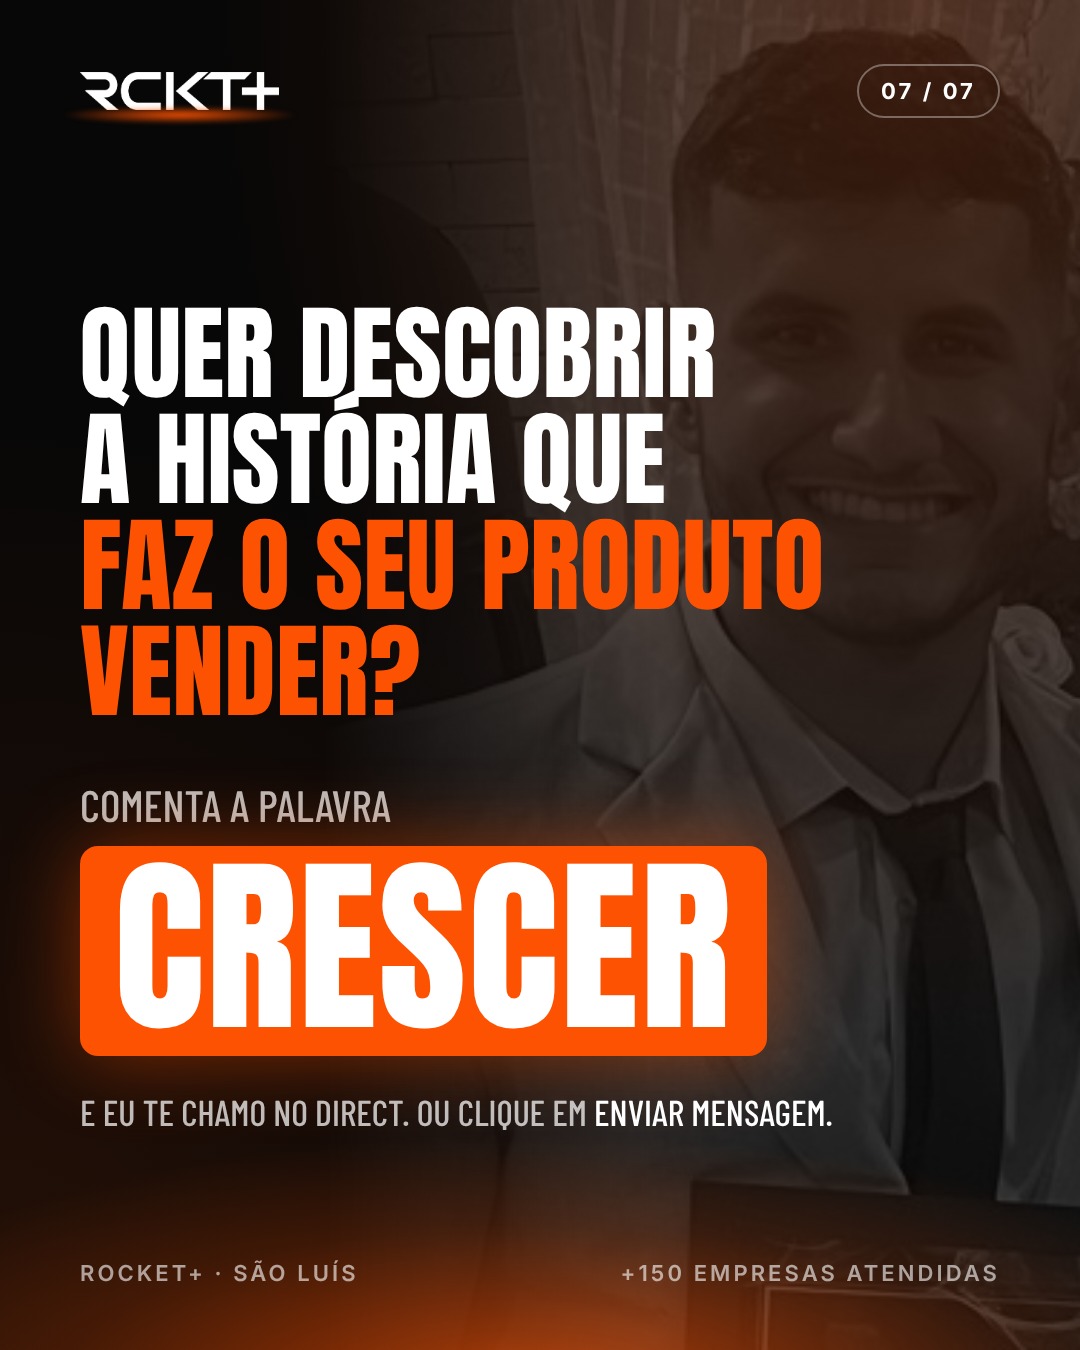 RCKT+
07 / 07
QUER DESCOBRIR
A HISTÓRIA QUE
FAZ O SEU PRODUTO
VENDER?
COMENTA A PALAVRA
CRESCER
E EU TE CHAMO NO DIRECT. OU CLIQUE EM ENVIAR MENSAGEM.
ROCKET+ · SÃO LUÍS
+150 EMPRESAS ATENDIDAS